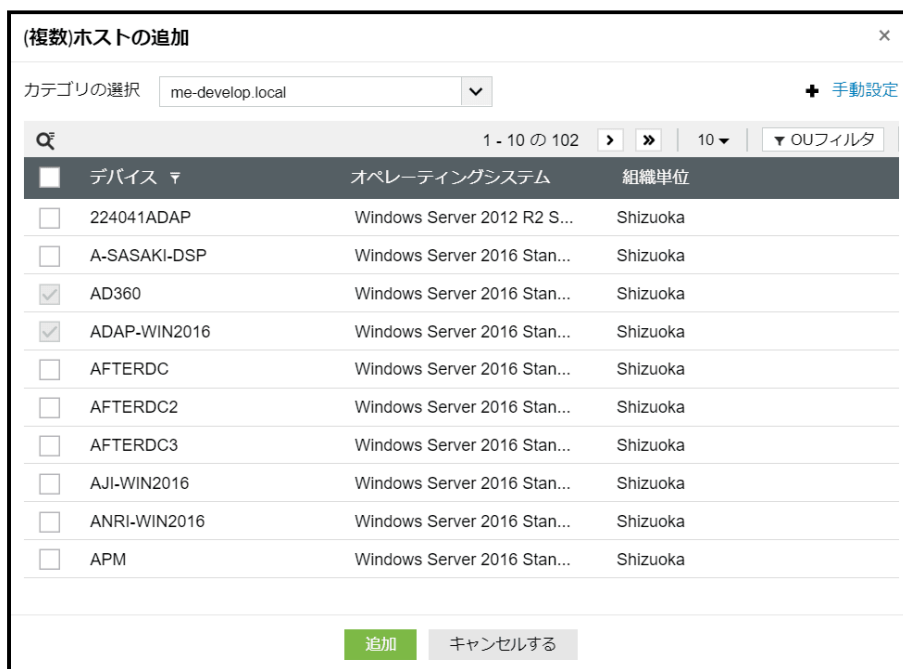 (複数)ホストの追加 ×
カテゴリの選択 me-develop.local + 手動設定
1 - 10 の 102 10 OUフィルタ
デバイス オペレーティングシステム 組織単位
224041ADAP Windows Server 2012 R2 S... Shizuoka
A-SASAKI-DSP Windows Server 2016 Stan... Shizuoka
AD360 Windows Server 2016 Stan... Shizuoka
ADAP-WIN2016 Windows Server 2016 Stan... Shizuoka
AFTERDC Windows Server 2016 Stan... Shizuoka
AFTERDC2 Windows Server 2016 Stan... Shizuoka
AFTERDC3 Windows Server 2016 Stan... Shizuoka
AJI-WIN2016 Windows Server 2016 Stan... Shizuoka
ANRI-WIN2016 Windows Server 2016 Stan... Shizuoka
APM Windows Server 2016 Stan... Shizuoka
追加 キャンセルする